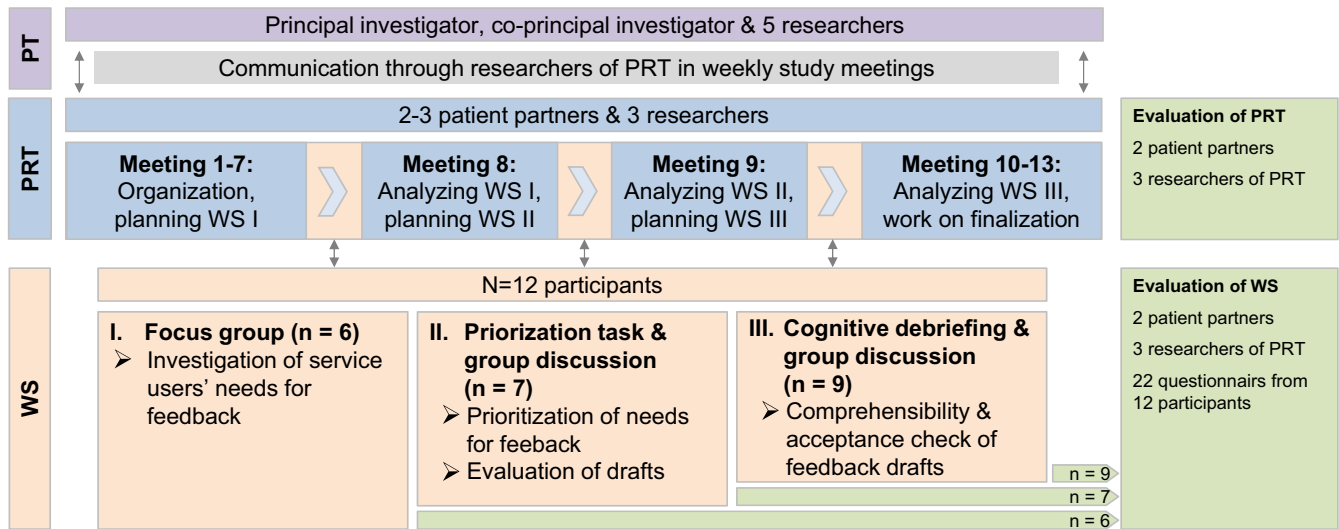 PT
Principal investigator, co-principal investigator & 5 researchers
Communication through researchers of PRT in weekly study meetings
PRT
2-3 patient partners & 3 researchers
Meeting 1-7:
Organization,
planning WS I
Meeting 8:
Analyzing WS I,
planning WS II
Meeting 9:
Analyzing WS II,
planning WS III
Meeting 10-13:
Analyzing WS III,
work on finalization
Evaluation of PRT
2 patient partners
3 researchers of PRT
WS
N=12 participants
I. Focus group (n = 6)
➢ Investigation of service
users’ needs for
feedback
II. Priorization task &
group discussion
(n = 7)
➢ Prioritization of needs
for feeback
➢ Evaluation of drafts
III. Cognitive debriefing &
group discussion
(n = 9)
➢ Comprehensibility &
acceptance check of
feedback drafts
n = 9
n = 7
n = 6
Evaluation of WS
2 patient partners
3 researchers of PRT
22 questionnairs from
12 participants